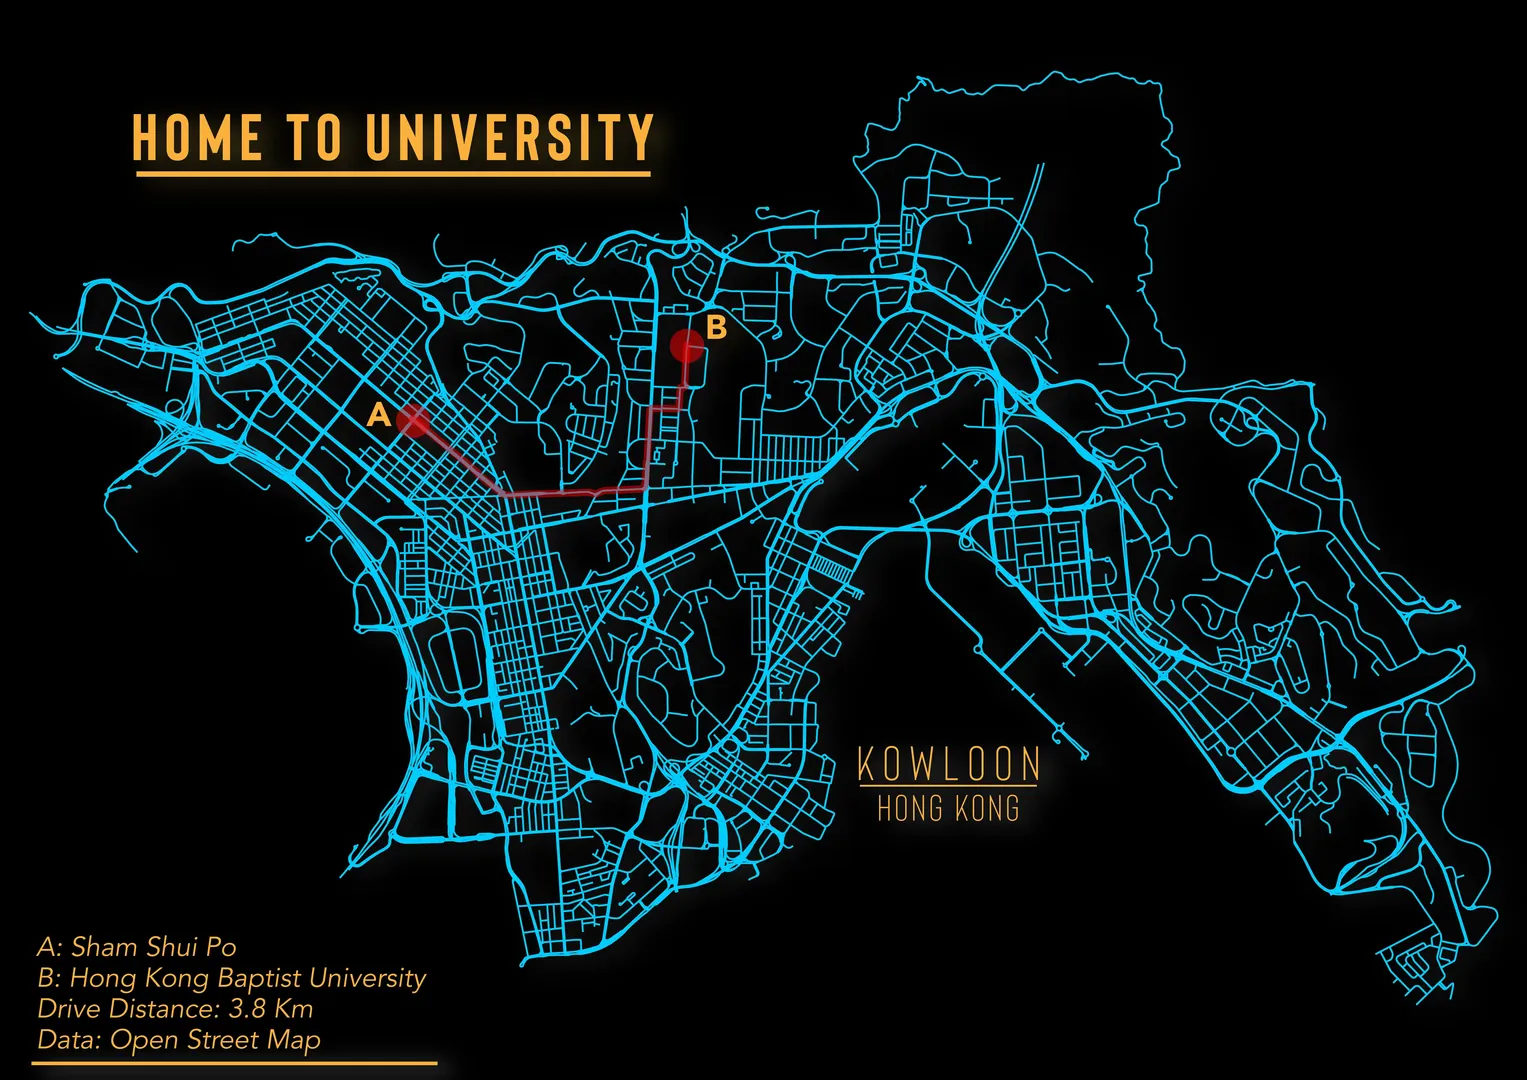 HOME TO UNIVERSITY
B
A
KOWLOON
HONG KONG
A: Sham Shui Po
B: Hong Kong Baptist University
Drive Distance: 3.8 Km
Data: Open Street Map